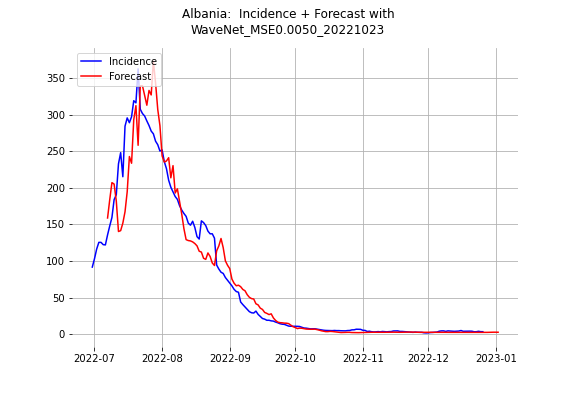 Albania:  Incidence + Forecast with
WaveNet_MSE0.0050_20221023
Incidence
Forecast
350
300
250
200
150
100
50
0
2022-07 2022-08 2022-09 2022-10 2022-11 2022-12 2023-01